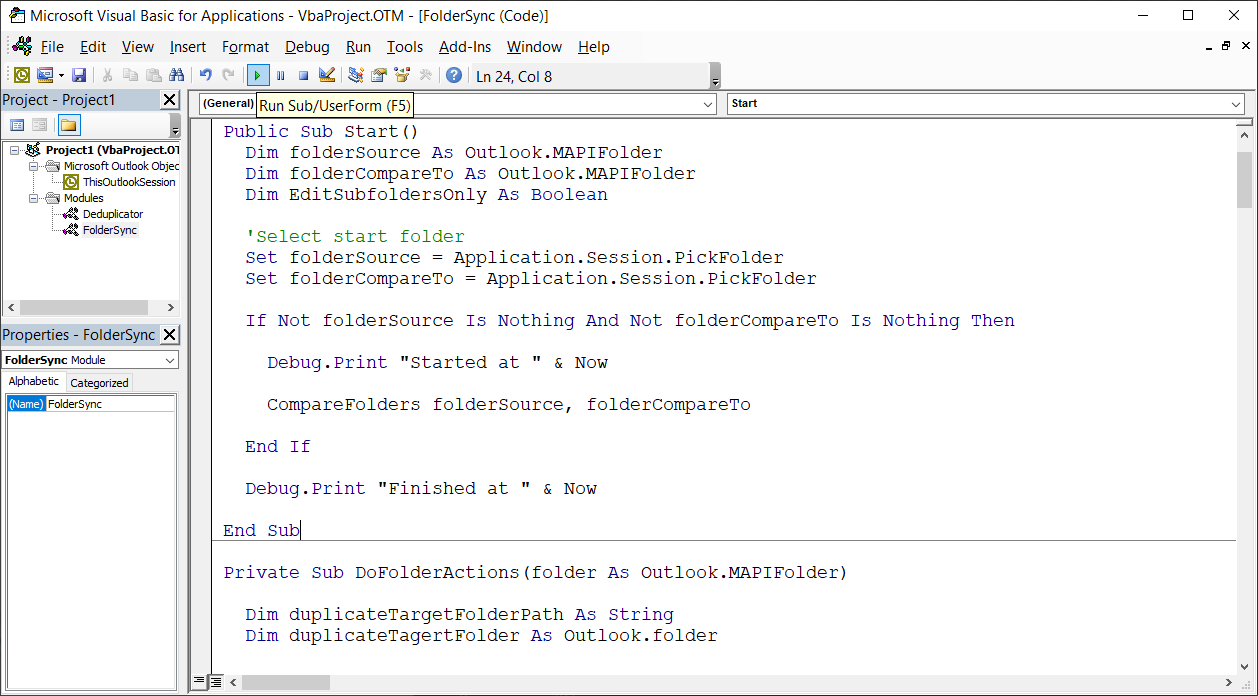 Microsoft Visual Basic for Applications - VbaProject.OTM - [FolderSync (Code)]
File Edit View Insert Format Debug Run Tools Add-Ins Window Help
Ln 24, Col 8
Project - Project1
Project1 (VbaProject.OT
Microsoft Outlook Objec
ThisOutlookSession
Modules
Deduplicator
FolderSync
Properties - FolderSync
FolderSync Module
Alphabetic Categorized
(Name) FolderSync
(General)
Run Sub/UserForm (F5)
Start
Public Sub Start()
Dim folderSource As Outlook.MAPIFolder
Dim folderCompareTo As Outlook.MAPIFolder
Dim EditSubfoldersOnly As Boolean
'Select start folder
Set folderSource = Application.Session.PickFolder
Set folderCompareTo = Application.Session.PickFolder
If Not folderSource Is Nothing And Not folderCompareTo Is Nothing Then
Debug.Print "Started at " & Now
CompareFolders folderSource, folderCompareTo
End If
Debug.Print "Finished at " & Now
End Sub
Private Sub DoFolderActions(folder As Outlook.MAPIFolder)
Dim duplicateTargetFolderPath As String
Dim duplicateTagertFolder As Outlook.folder